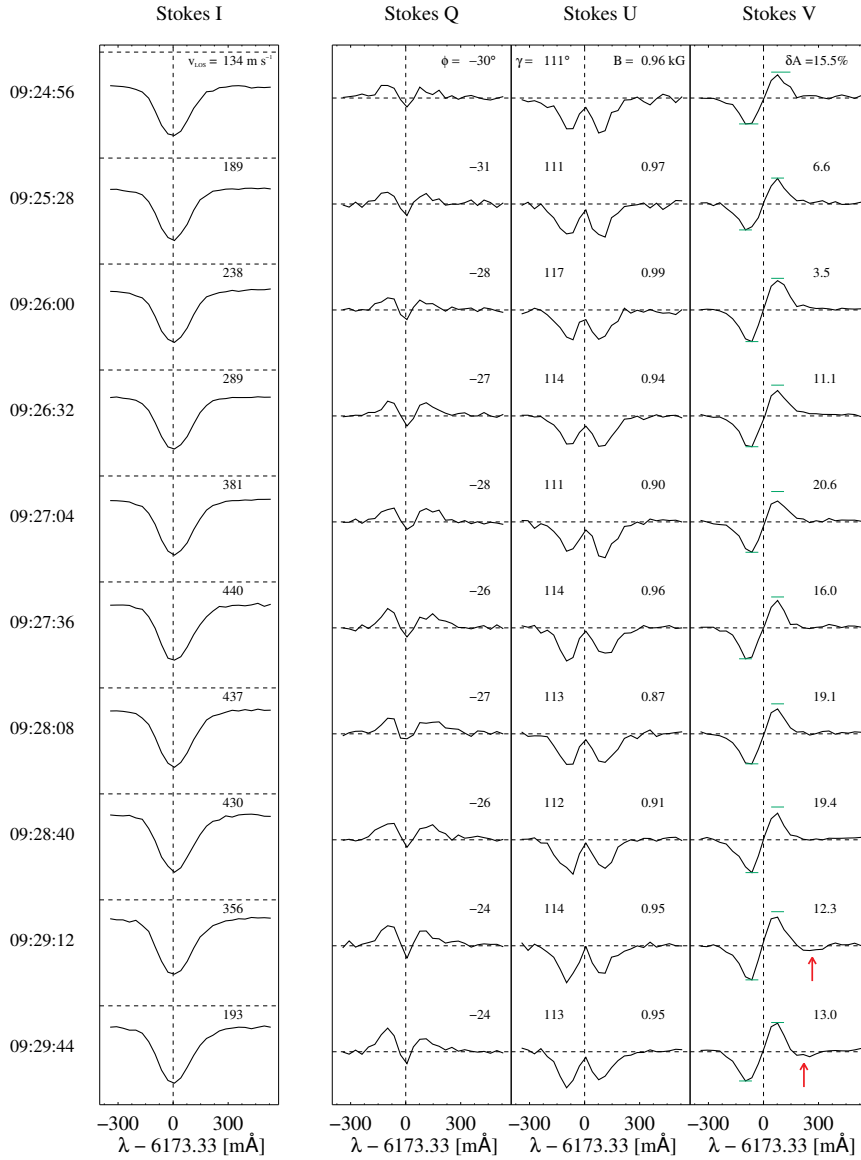 Stokes I Stokes Q Stokes U Stokes V
09:24:56 v_LOS = 134 m s⁻¹ ϕ = −30° γ = 111° B = 0.96 kG δA =15.5%
09:25:28 189 −31 111 0.97 6.6
09:26:00 238 −28 117 0.99 3.5
09:26:32 289 −27 114 0.94 11.1
09:27:04 381 −28 111 0.90 20.6
09:27:36 440 −26 114 0.96 16.0
09:28:08 437 −27 113 0.87 19.1
09:28:40 430 −26 112 0.91 19.4
09:29:12 356 −24 114 0.95 12.3
09:29:44 193 −24 113 0.95 13.0
−300 0 300 −300 0 300 −300 0 300 −300 0 300
λ − 6173.33 [mÅ] λ − 6173.33 [mÅ] λ − 6173.33 [mÅ] λ − 6173.33 [mÅ]